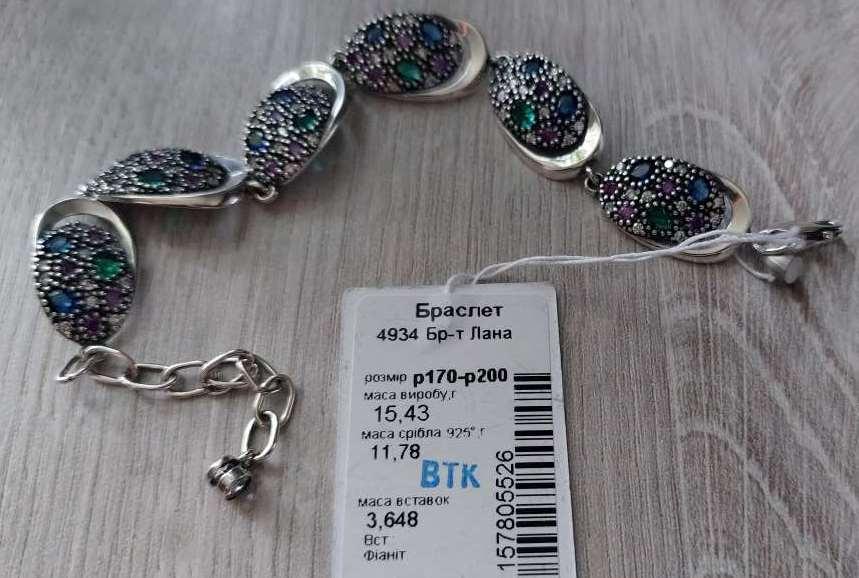 Браслет
4934 Бр-т Лана
розмір р170-р200
маса виробу,г
15,43
маса срібла 925°,г
11,78
ВТК
маса вставок
3,648
Вст
Фіаніт
157805526